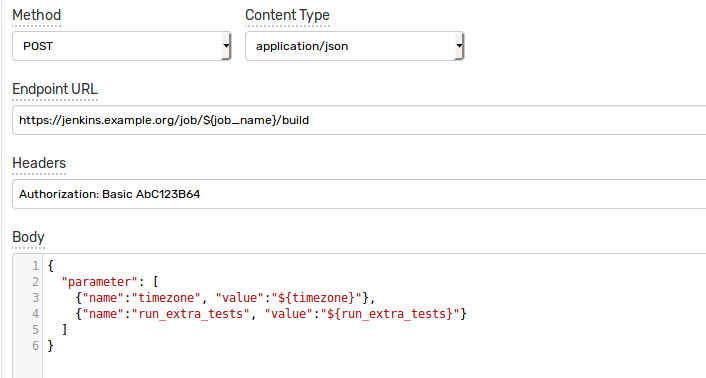 Method Content Type
POST application/json
Endpoint URL
https://jenkins.example.org/job/${job_name}/build
Headers
Authorization: Basic AbC123B64
Body
1 {
2 "parameter": [
3 {"name":"timezone", "value":"${timezone}"},
4 {"name":"run_extra_tests", "value":"${run_extra_tests}"}
5 ]
6 }